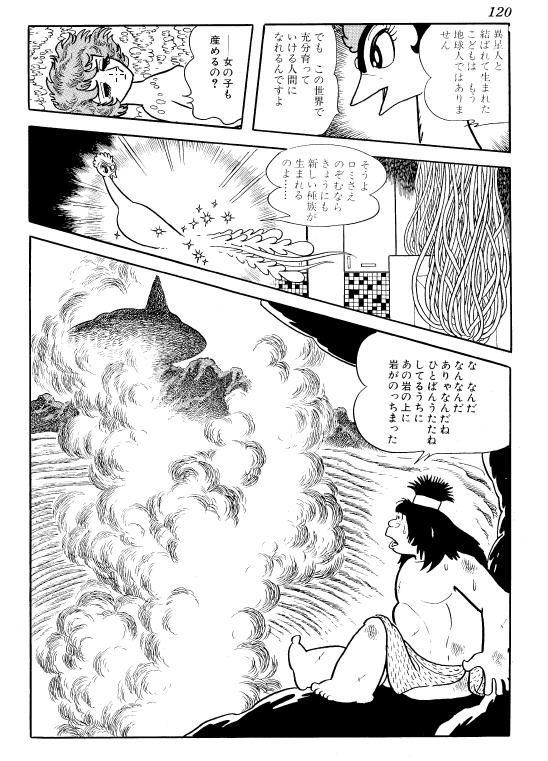 120
異星人と
結ばれて生まれた
こどもは　もう
地球人ではありま
せん
でも　この世界で
充分育って
いける人間に
なれるんですよ
──女の子も
産めるの？
そうよ
ロミさえ
のぞむなら
きょうにも
新しい種族が
生まれる
のよ……
な　なんだ
なんなんだ
ありゃなんだね
ひとばんうたたね
してるうちに
あの岩の上に
岩がのっちまった